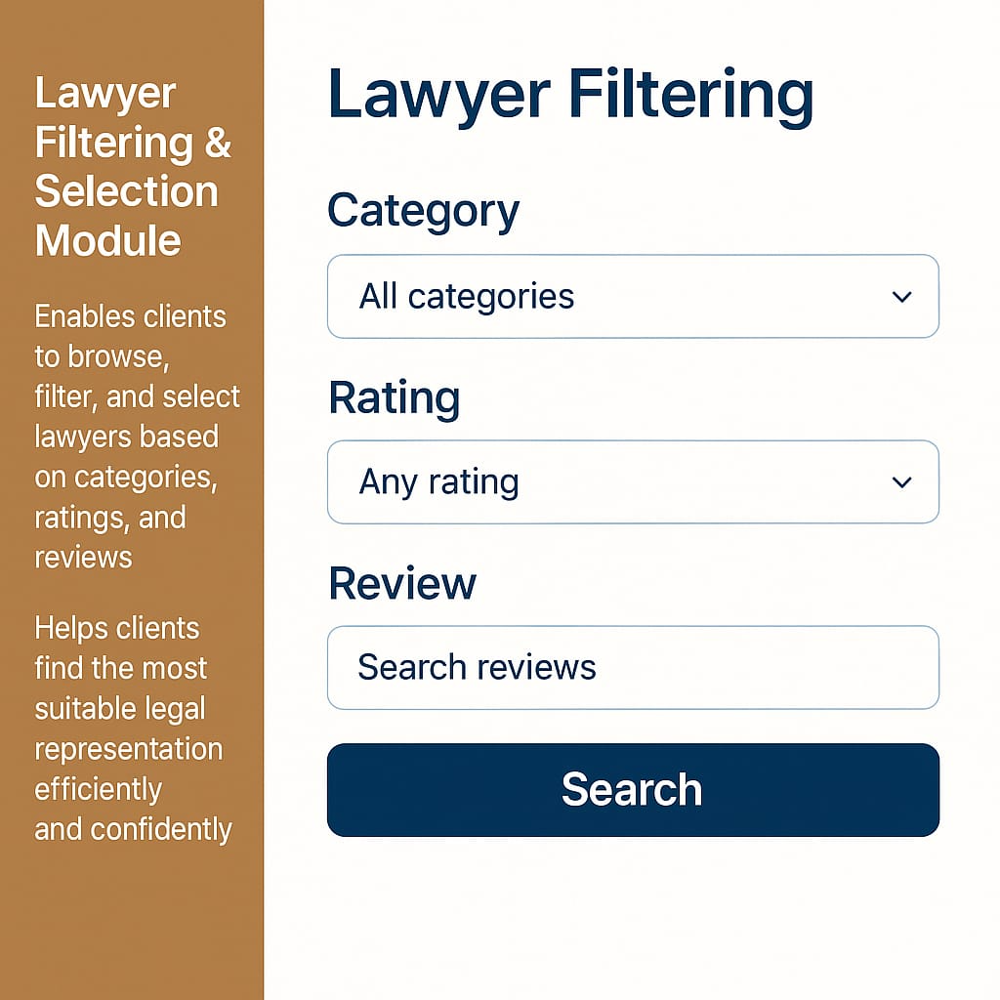 Lawyer
Filtering &
Selection
Module
Enables clients
to browse,
filter, and select
lawyers based
on categories,
ratings, and
reviews
Helps clients
find the most
suitable legal
representation
efficiently
and confidently
Lawyer Filtering
Category
All categories
Rating
Any rating
Review
Search reviews
Search